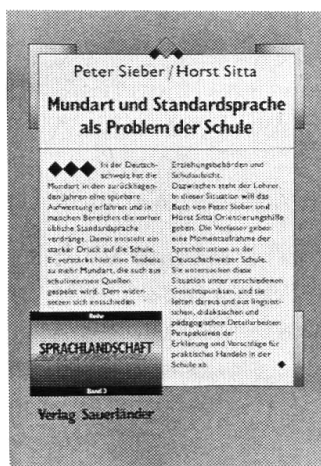 Peter Sieber/Horst Sitta
Mundart und Standardsprache
als Problem der Schule
In der Deutsch-
schweiz hat die
Mundart in den zurückliegen-
den Jahren eine spürbare
Aufwertung erfahren und in
manchen Bereichen die vorher
übliche Standardsprache
verdrängt. Damit entsteht ein
starker Druck auf die Schule.
Er verstärkt hier eine Tendenz
zu mehr Mundart, die auch aus
schulinternen Quellen
gespeist wird. Dem wider-
setzen sich entschieden
Erziehungsbehörden und
Schulaufsicht.
Dazwischen steht der Lehrer.
In dieser Situation will das
Buch von Peter Sieber und
Horst Sitta Orientierungshilfe
geben. Die Verfasser geben
eine Momentaufnahme der
Sprachsituation an der
Deutschschweizer Schule.
Sie untersuchen diese
Situation unter verschiedenen
Gesichtspunkten, und sie
leiten daraus und aus linguisti-
schen, didaktischen und
pädagogischen Detailarbeiten
Perspektiven der
Erklärung und Vorschläge für
praktisches Handeln in der
Schule ab.
Reihe
SPRACHLANDSCHAFT
Band 3
Verlag Sauerländer